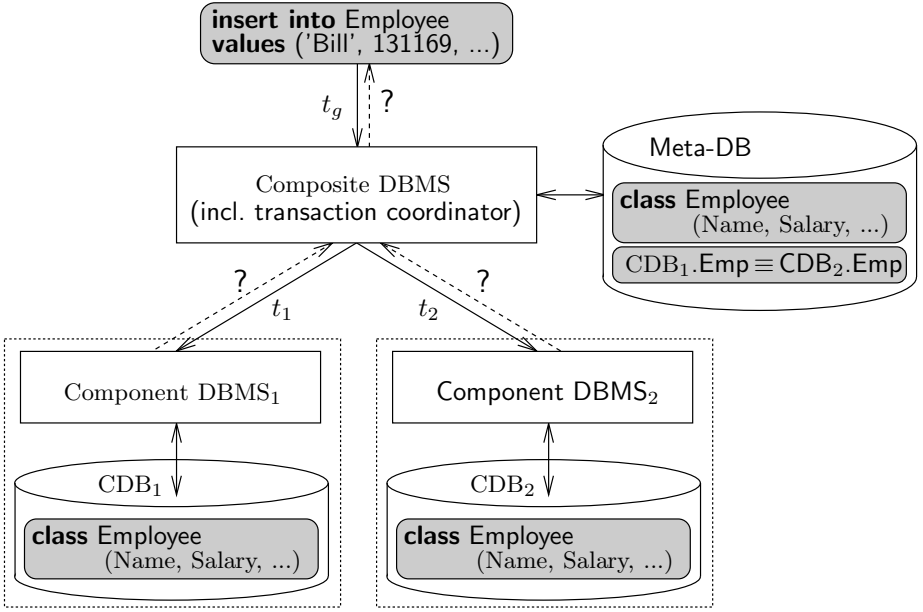 insert into Employee
values ('Bill', 131169, ...)
t_g
?
Composite DBMS
(incl. transaction coordinator)
Meta-DB
class Employee
(Name, Salary, ...)
CDB₁.Emp ≡ CDB₂.Emp
?
t₁
?
t₂
Component DBMS₁
Component DBMS₂
CDB₁
class Employee
(Name, Salary, ...)
CDB₂
class Employee
(Name, Salary, ...)